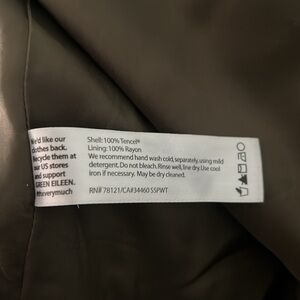 We'd like our
clothes back.
Recycle them at
our US stores
and support
GREEN EILEEN.
#theverymuch
Shell: 100% Tencel®
Lining: 100% Rayon
We recommend hand wash cold, separately, using mild
detergent. Do not bleach. Rinse well, line dry. Use cool
iron if necessary. May be dry cleaned.
RN# 78121/CA#34460 S5PWT